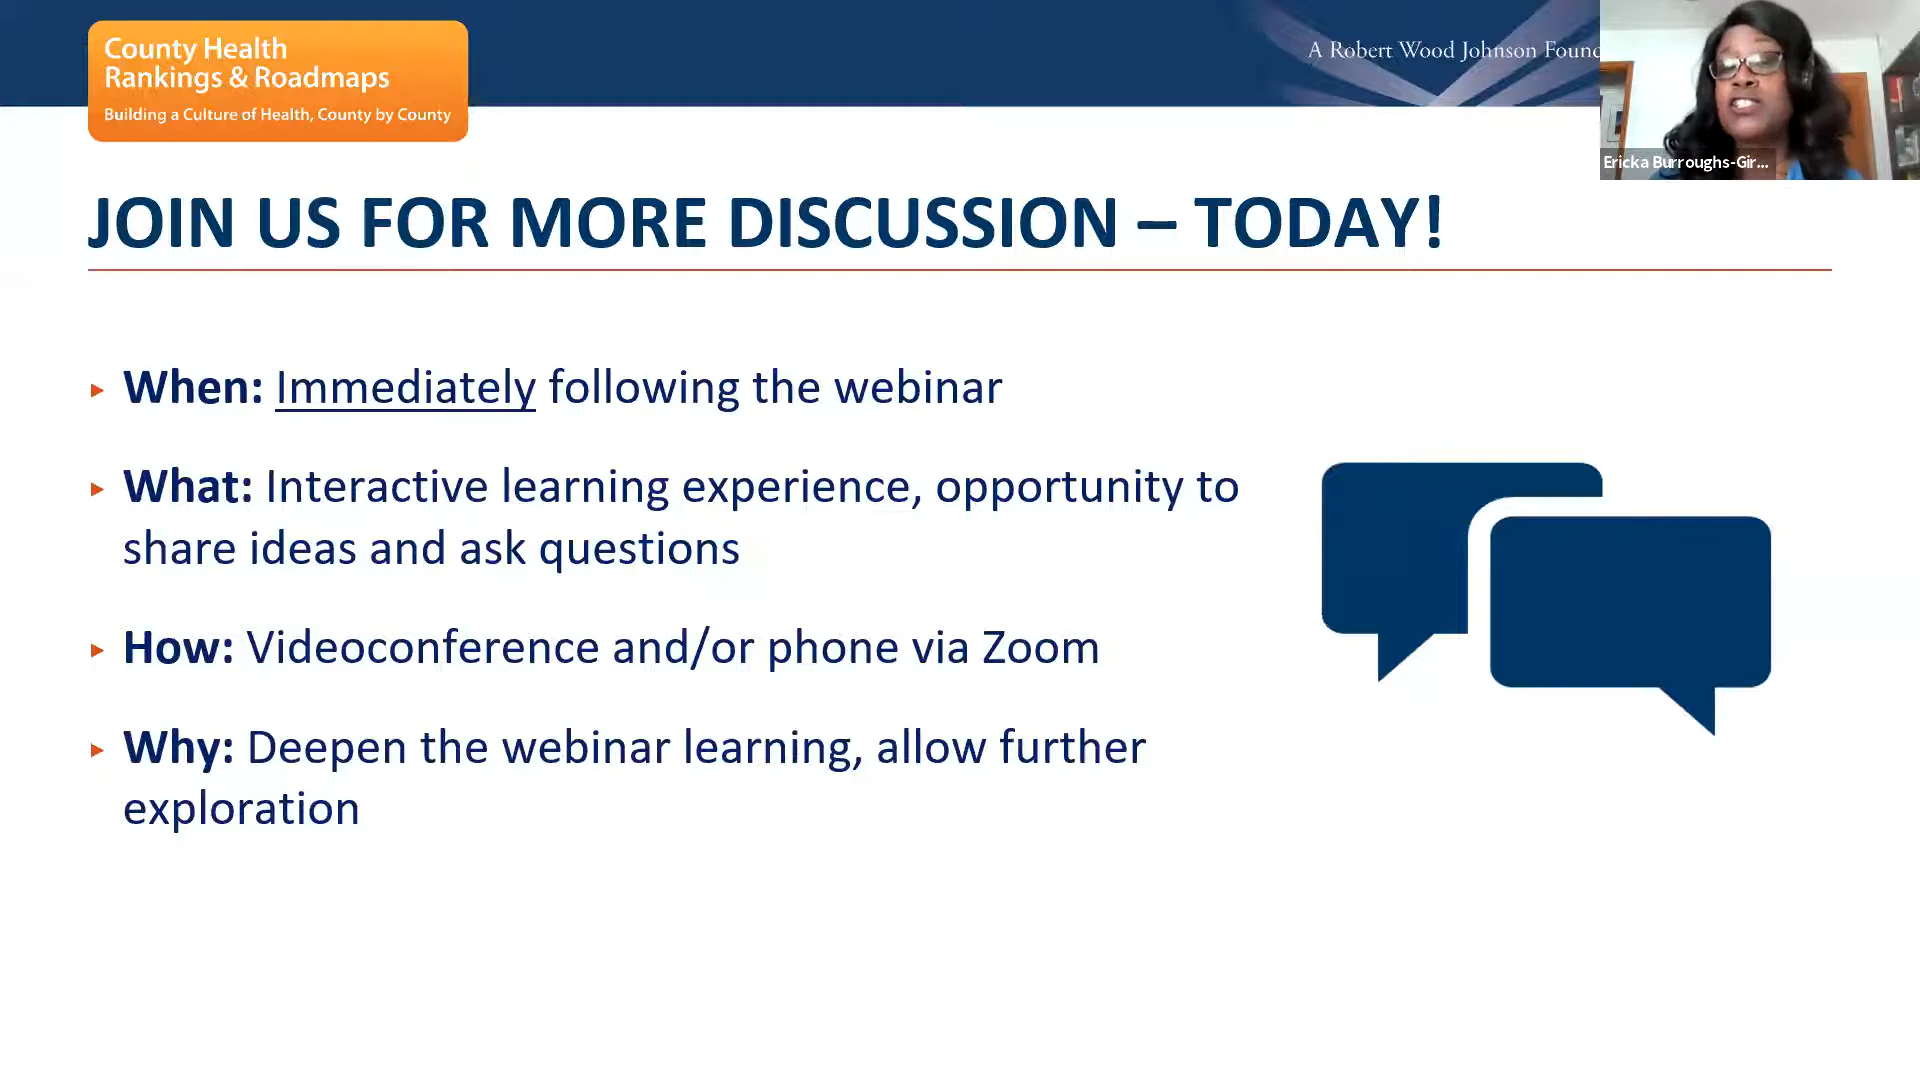 County Health
Rankings & Roadmaps
Building a Culture of Health, County by County
A Robert Wood Johnson Foun
Ericka Burroughs-Gir...
JOIN US FOR MORE DISCUSSION – TODAY!
▸ When: Immediately following the webinar
▸ What: Interactive learning experience, opportunity to
share ideas and ask questions
▸ How: Videoconference and/or phone via Zoom
▸ Why: Deepen the webinar learning, allow further
exploration